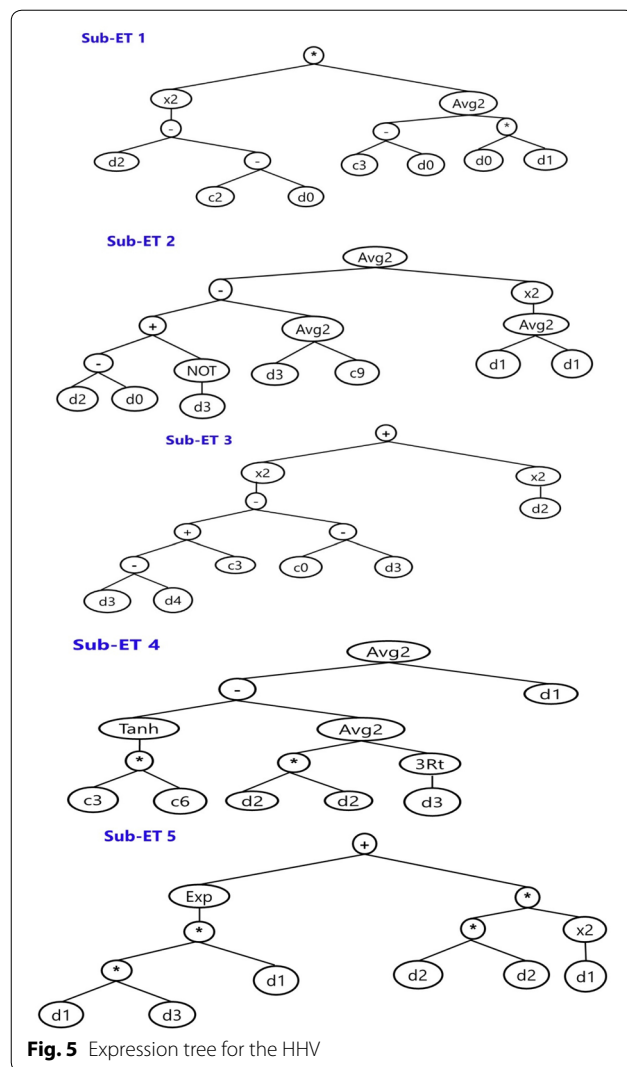 Sub-ET 1
*
x2 Avg2
- - *
d2 - c3 d0 d0 d1
c2 d0
Sub-ET 2
Avg2
- x2
+ Avg2 Avg2
- NOT d3 c9 d1 d1
d2 d0 d3
Sub-ET 3
+
x2 x2
- d2
+ -
- c3 c0 d3
d3 d4
Sub-ET 4
Avg2
- d1
Tanh Avg2
* * 3Rt
c3 c6 d2 d2 d3
Sub-ET 5
+
Exp *
* * x2
* d1 d2 d2 d1
d1 d3
Fig. 5 Expression tree for the HHV